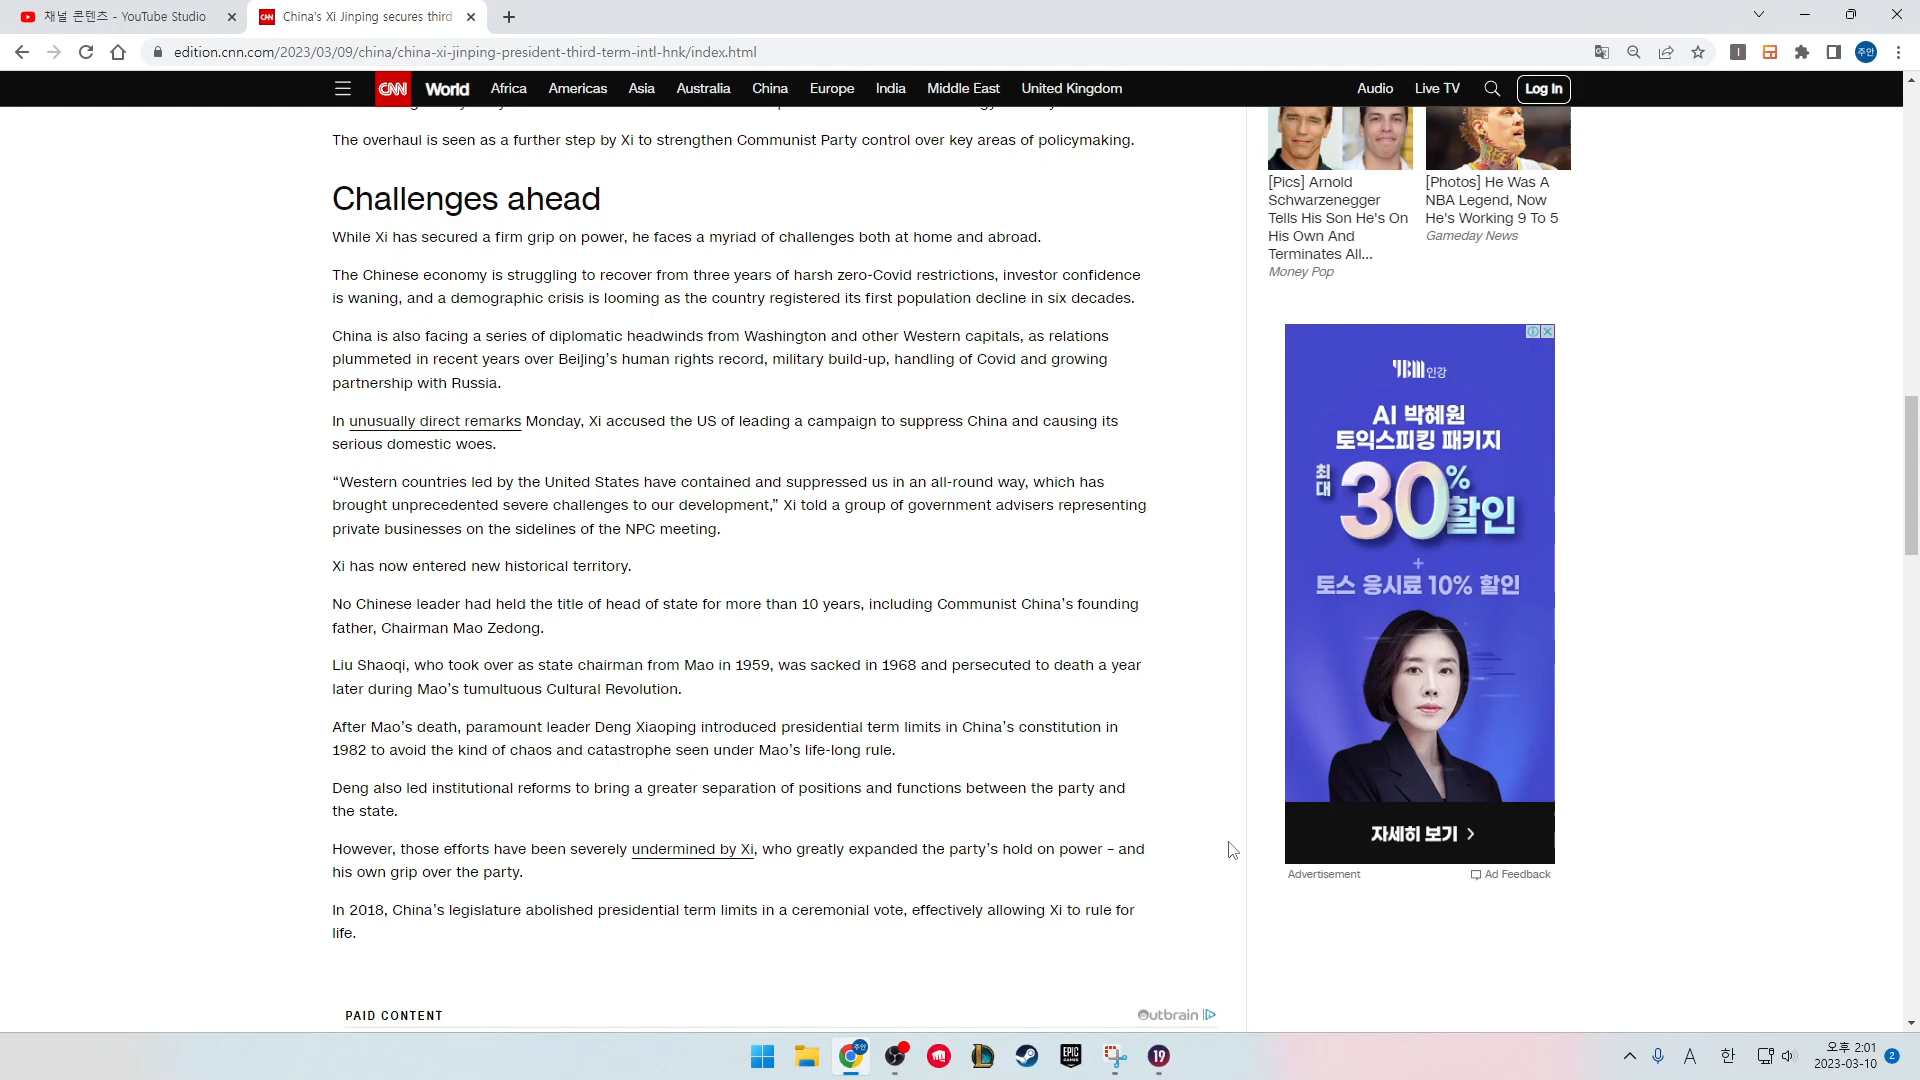 채널 콘텐츠 - YouTube Studio
China's Xi Jinping secures third
edition.cnn.com/2023/03/09/china/china-xi-jinping-president-third-term-intl-hnk/index.html
주안
CNN World Africa Americas Asia Australia China Europe India Middle East United Kingdom Audio Live TV Log In
The overhaul is seen as a further step by Xi to strengthen Communist Party control over key areas of policymaking.
Challenges ahead
While Xi has secured a firm grip on power, he faces a myriad of challenges both at home and abroad.
The Chinese economy is struggling to recover from three years of harsh zero-Covid restrictions, investor confidence
is waning, and a demographic crisis is looming as the country registered its first population decline in six decades.
China is also facing a series of diplomatic headwinds from Washington and other Western capitals, as relations
plummeted in recent years over Beijing's human rights record, military build-up, handling of Covid and growing
partnership with Russia.
In unusually direct remarks Monday, Xi accused the US of leading a campaign to suppress China and causing its
serious domestic woes.
“Western countries led by the United States have contained and suppressed us in an all-round way, which has
brought unprecedented severe challenges to our development,” Xi told a group of government advisers representing
private businesses on the sidelines of the NPC meeting.
Xi has now entered new historical territory.
No Chinese leader had held the title of head of state for more than 10 years, including Communist China's founding
father, Chairman Mao Zedong.
Liu Shaoqi, who took over as state chairman from Mao in 1959, was sacked in 1968 and persecuted to death a year
later during Mao's tumultuous Cultural Revolution.
After Mao's death, paramount leader Deng Xiaoping introduced presidential term limits in China's constitution in
1982 to avoid the kind of chaos and catastrophe seen under Mao's life-long rule.
Deng also led institutional reforms to bring a greater separation of positions and functions between the party and
the state.
However, those efforts have been severely undermined by Xi, who greatly expanded the party's hold on power – and
his own grip over the party.
In 2018, China's legislature abolished presidential term limits in a ceremonial vote, effectively allowing Xi to rule for
life.
PAID CONTENT
Outbrain
[Pics] Arnold
Schwarzenegger
Tells His Son He's On
His Own And
Terminates All...
Money Pop
[Photos] He Was A
NBA Legend, Now
He's Working 9 To 5
Gameday News
YBM인강
AI 박혜원
토익스피킹 패키지
최대 30% 할인
+
토스 응시료 10% 할인
자세히 보기 >
Advertisement
Ad Feedback
주안
EPIC GAMES
19
A
한
오후 2:01
2023-03-10
2